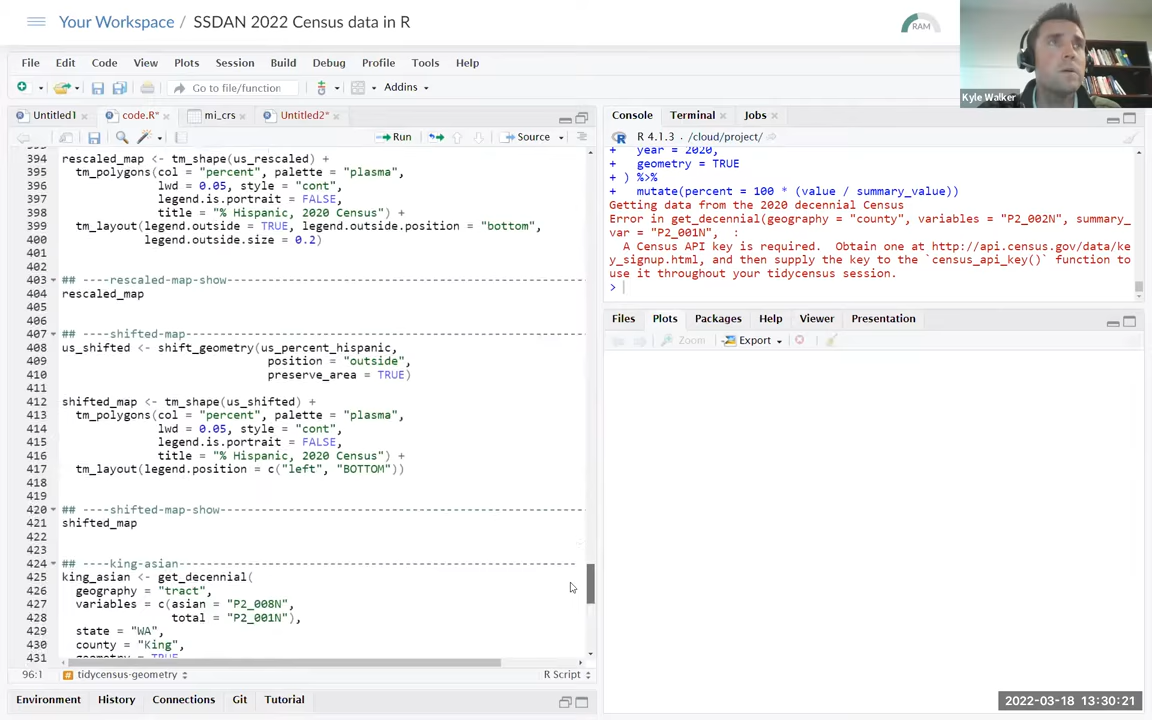 Your Workspace / SSDAN 2022 Census data in R
RAM
File Edit Code View Plots Session Build Debug Profile Tools Help
Go to file/function
Addins
Untitled1
code.R*
mi_crs
Untitled2*
Run
Source
394 rescaled_map <- tm_shape(us_rescaled) +
395 tm_polygons(col = "percent", palette = "plasma",
396 lwd = 0.05, style = "cont",
397 legend.is.portrait = FALSE,
398 title = "% Hispanic, 2020 Census") +
399 tm_layout(legend.outside = TRUE, legend.outside.position = "bottom",
400 legend.outside.size = 0.2)
401
402
403 ## ----rescaled-map-show--------------------------------------------------
404 rescaled_map
405
406
407 ## ----shifted-map--------------------------------------------------------
408 us_shifted <- shift_geometry(us_percent_hispanic,
409 position = "outside",
410 preserve_area = TRUE)
411
412 shifted_map <- tm_shape(us_shifted) +
413 tm_polygons(col = "percent", palette = "plasma",
414 lwd = 0.05, style = "cont",
415 legend.is.portrait = FALSE,
416 title = "% Hispanic, 2020 Census") +
417 tm_layout(legend.position = c("left", "BOTTOM"))
418
419
420 ## ----shifted-map-show---------------------------------------------------
421 shifted_map
422
423
424 ## ----king-asian---------------------------------------------------------
425 king_asian <- get_decennial(
426 geography = "tract",
427 variables = c(asian = "P2_008N",
428 total = "P2_001N"),
429 state = "WA",
430 county = "King",
431 geometry = TRUE
96:1 tidycensus-geometry R Script
Environment History Connections Git Tutorial
Console Terminal Jobs
R 4.1.3 · /cloud/project/
+ year = 2020,
+ geometry = TRUE
+ ) %>%
+ mutate(percent = 100 * (value / summary_value))
Getting data from the 2020 decennial Census
Error in get_decennial(geography = "county", variables = "P2_002N", summary_
var = "P2_001N", :
A Census API key is required. Obtain one at http://api.census.gov/data/ke
y_signup.html, and then supply the key to the `census_api_key()` function to
use it throughout your tidycensus session.
>
Files Plots Packages Help Viewer Presentation
Zoom Export
Kyle Walker
2022-03-18 13:30:21